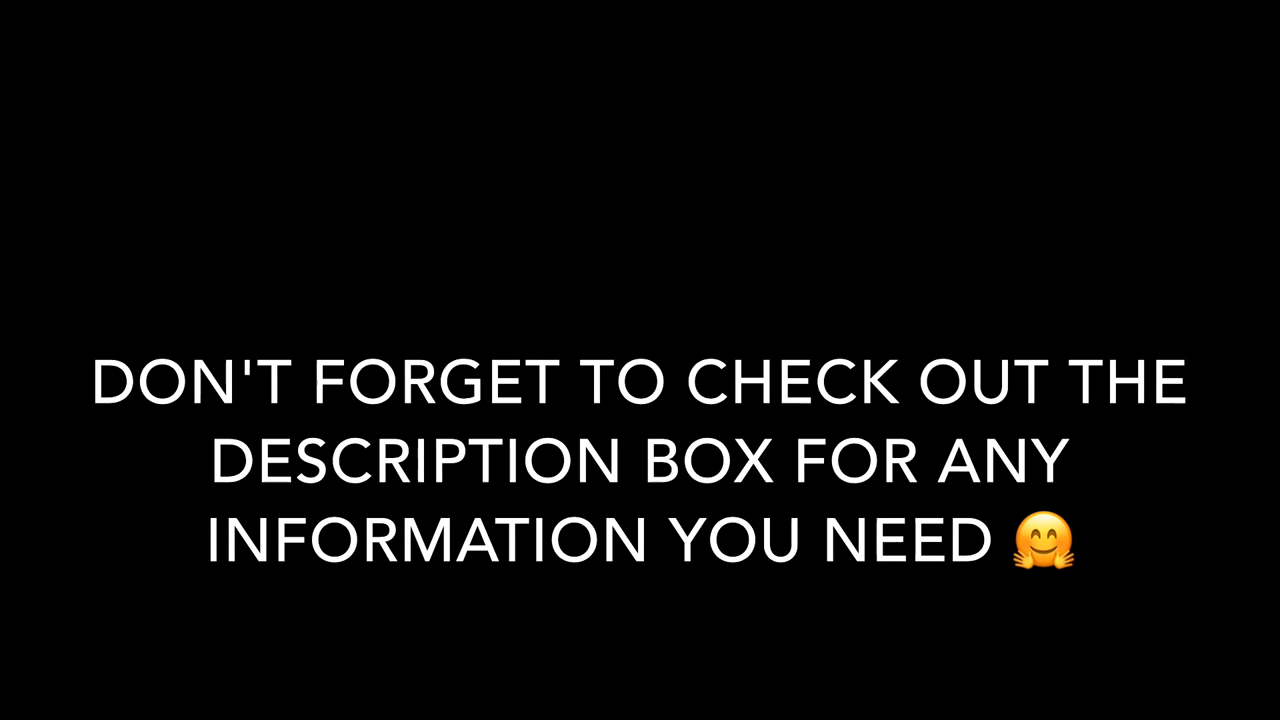 DON'T FORGET TO CHECK OUT THE
DESCRIPTION BOX FOR ANY
INFORMATION YOU NEED 🤗